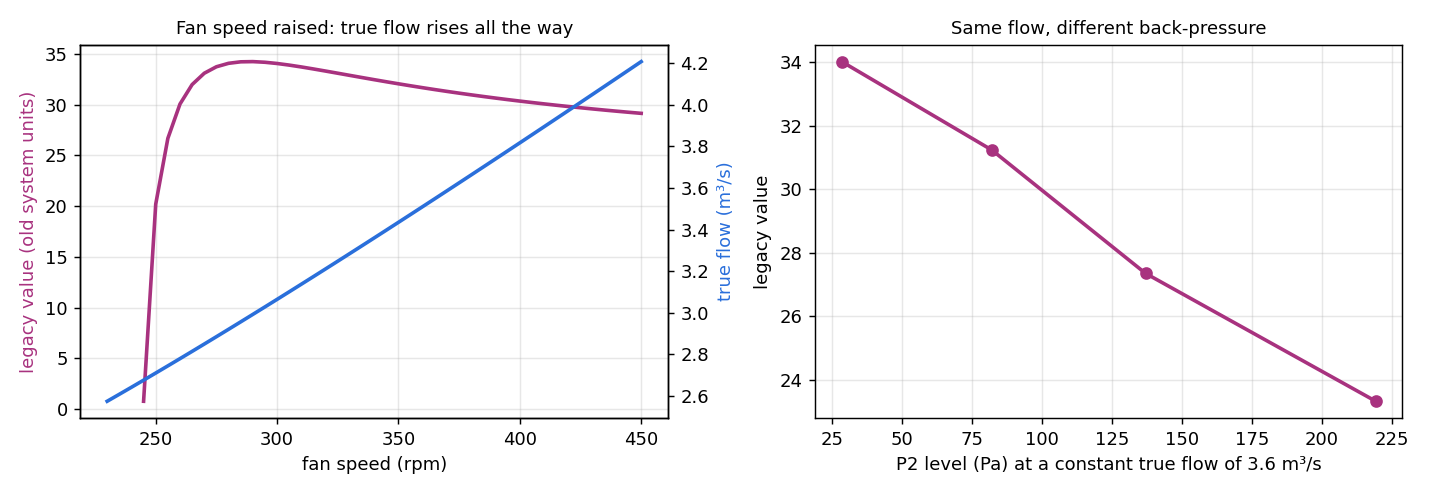 Fan speed raised: true flow rises all the way
legacy value (old system units)
35
30
25
20
15
10
5
0
4.2
4.0
3.8
3.6
3.4
3.2
3.0
2.8
2.6
true flow (m³/s)
250 300 350 400 450
fan speed (rpm)
Same flow, different back-pressure
legacy value
34
32
30
28
26
24
25 50 75 100 125 150 175 200 225
P2 level (Pa) at a constant true flow of 3.6 m³/s